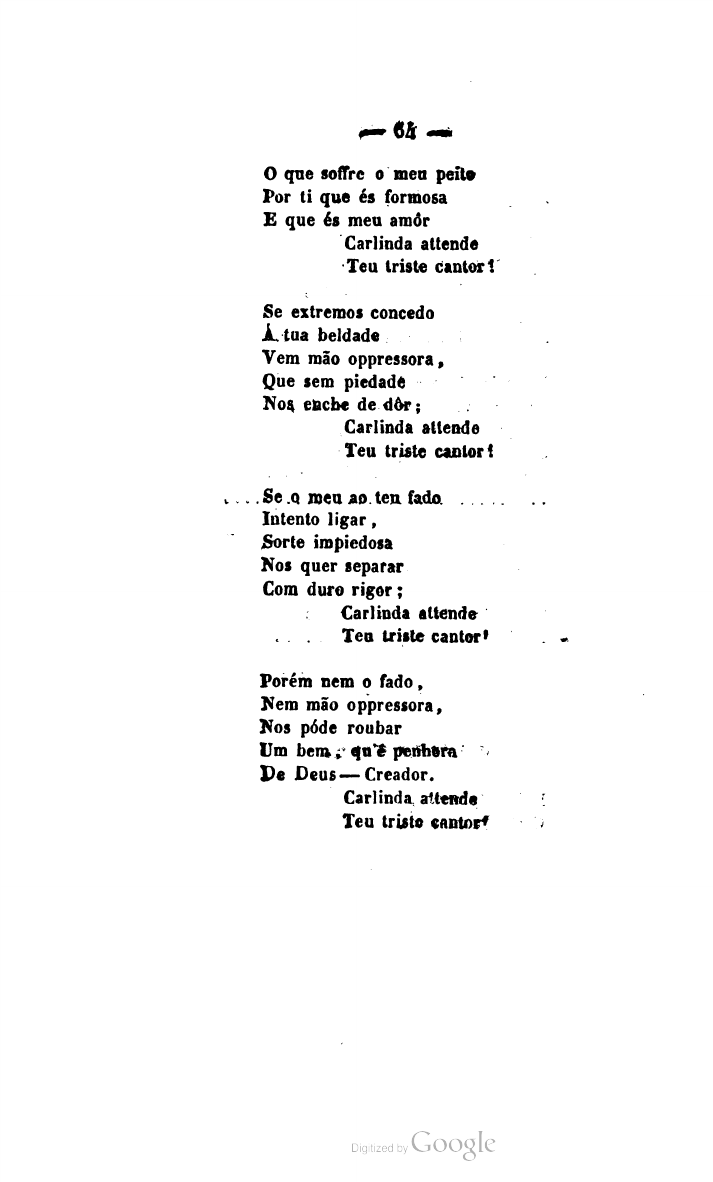 — 64 —
O que soffre o meu peito
Por ti que és formosa
E que és meu amôr
Carlinda attende
Teu triste cantor!
Se extremos concedo
Á tua beldade
Vem mão oppressora,
Que sem piedade
Nos enche de dôr;
Carlinda attende
Teu triste cantor!
Se o meu ao teu fado
Intento ligar,
Sorte impiedosa
Nos quer separar
Com duro rigor;
Carlinda attende
Teu triste cantor!
Porém nem o fado,
Nem mão oppressora,
Nos póde roubar
Um bem, qu'é penhora
De Deus — Creador.
Carlinda attende
Teu triste cantor!
Digitized by Google